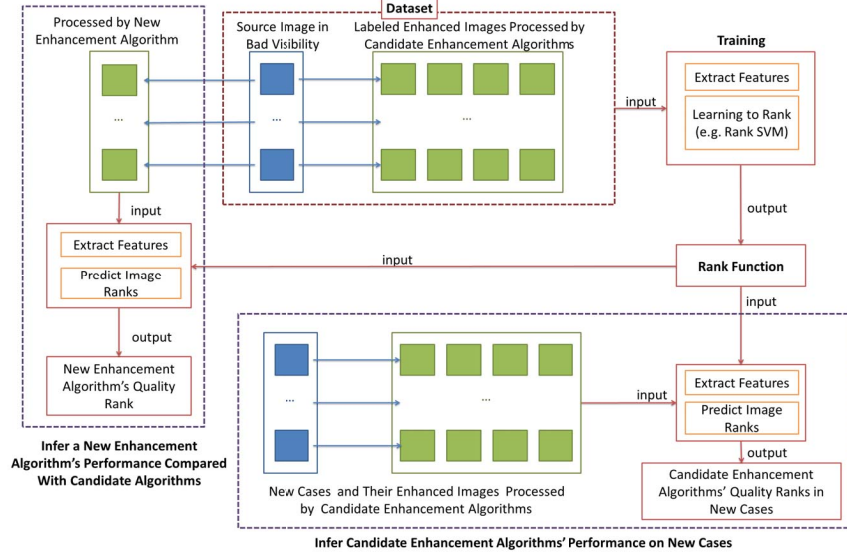 Dataset
Processed by New
Enhancement Algorithm
...
input
Extract Features
Predict Image
Ranks
output
New Enhancement
Algorithm's Quality
Rank
Infer a New Enhancement
Algorithm's Performance Compared
With Candidate Algorithms
Source Image in
Bad Visibility
...
Labeled Enhanced Images Processed by
Candidate Enhancement Algorithms
...
input
Training
Extract Features
Learning to Rank
(e.g. Rank SVM)
output
Rank Function
input
input
...
...
New Cases and Their Enhanced Images Processed
by Candidate Enhancement Algorithms
input
Extract Features
Predict Image
Ranks
output
Candidate Enhancement
Algorithms' Quality Ranks in
New Cases
Infer Candidate Enhancement Algorithms' Performance on New Cases